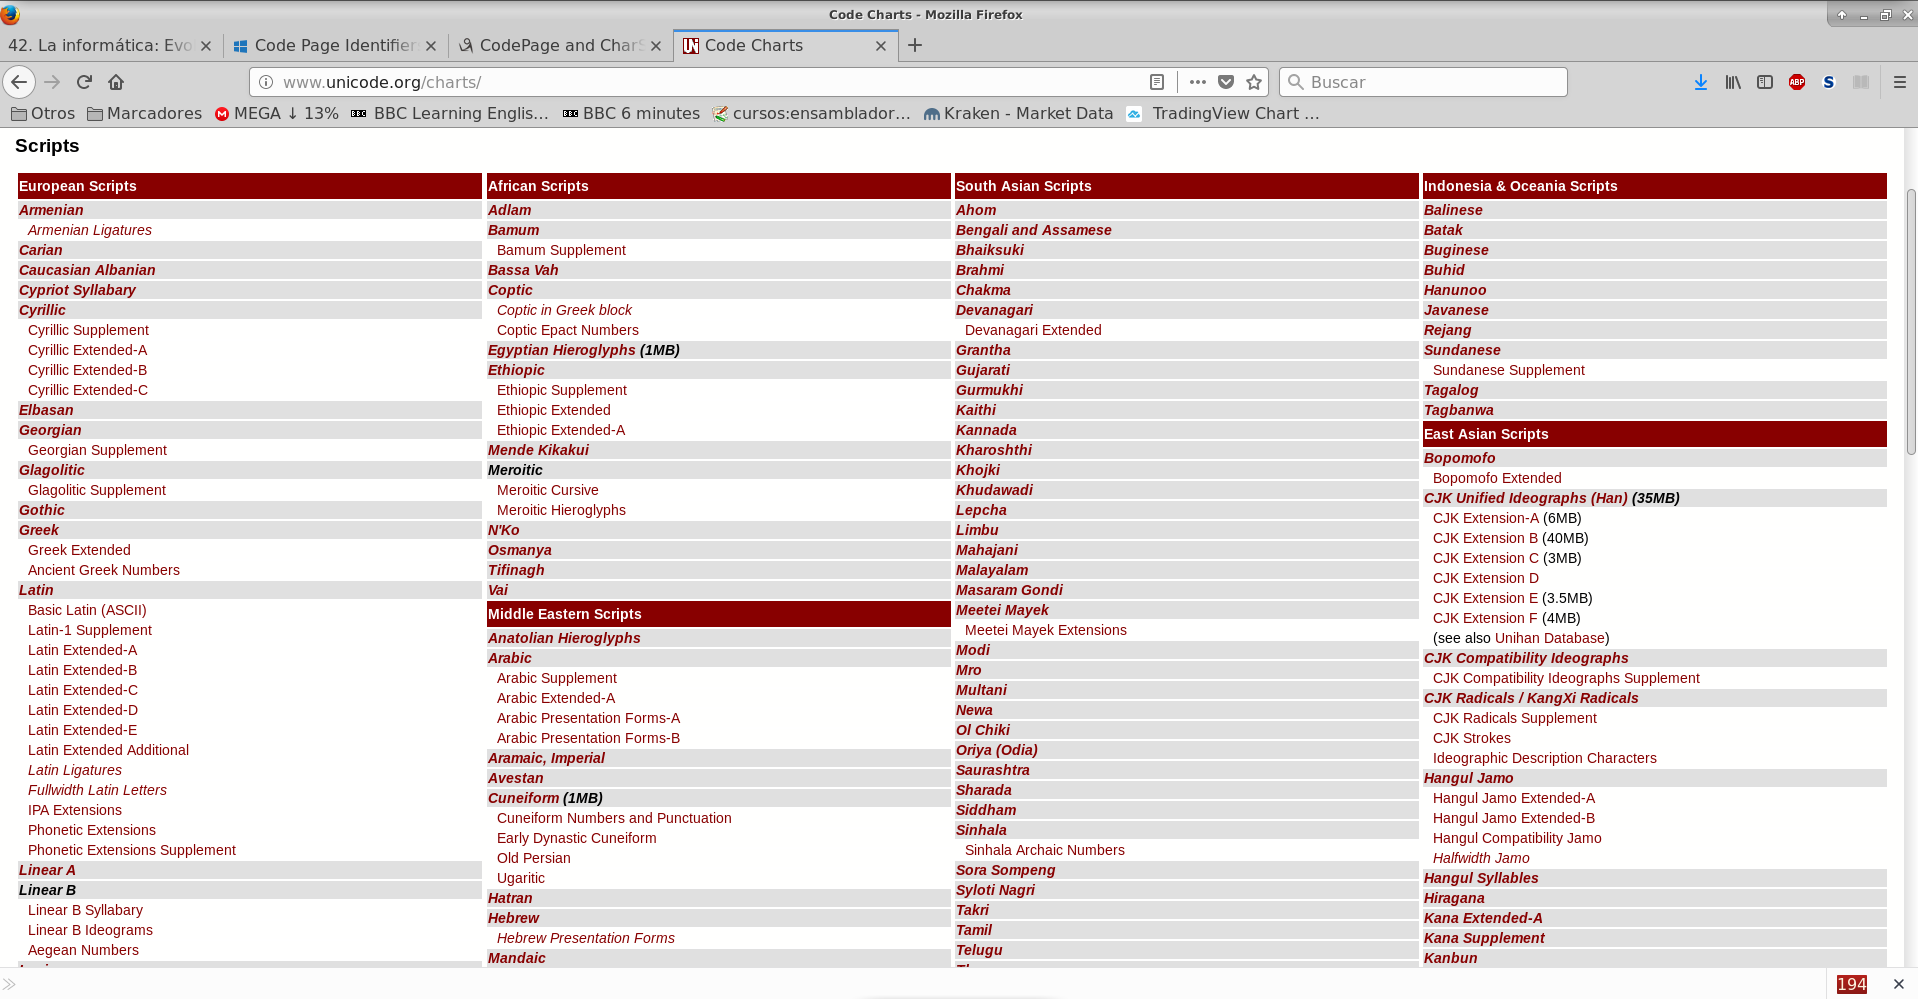 Code Charts - Mozilla Firefox
42. La informática: Evo
Code Page Identifier
CodePage and CharS
Code Charts
www.unicode.org/charts/
Buscar
ABP
S
Otros
Marcadores
MEGA ↓ 13%
BBC Learning Englis…
BBC 6 minutes
cursos:ensamblador…
Kraken - Market Data
TradingView Chart …
Scripts
European Scripts
Armenian
Armenian Ligatures
Carian
Caucasian Albanian
Cypriot Syllabary
Cyrillic
Cyrillic Supplement
Cyrillic Extended-A
Cyrillic Extended-B
Cyrillic Extended-C
Elbasan
Georgian
Georgian Supplement
Glagolitic
Glagolitic Supplement
Gothic
Greek
Greek Extended
Ancient Greek Numbers
Latin
Basic Latin (ASCII)
Latin-1 Supplement
Latin Extended-A
Latin Extended-B
Latin Extended-C
Latin Extended-D
Latin Extended-E
Latin Extended Additional
Latin Ligatures
Fullwidth Latin Letters
IPA Extensions
Phonetic Extensions
Phonetic Extensions Supplement
Linear A
Linear B
Linear B Syllabary
Linear B Ideograms
Aegean Numbers
African Scripts
Adlam
Bamum
Bamum Supplement
Bassa Vah
Coptic
Coptic in Greek block
Coptic Epact Numbers
Egyptian Hieroglyphs (1MB)
Ethiopic
Ethiopic Supplement
Ethiopic Extended
Ethiopic Extended-A
Mende Kikakui
Meroitic
Meroitic Cursive
Meroitic Hieroglyphs
N'Ko
Osmanya
Tifinagh
Vai
Middle Eastern Scripts
Anatolian Hieroglyphs
Arabic
Arabic Supplement
Arabic Extended-A
Arabic Presentation Forms-A
Arabic Presentation Forms-B
Aramaic, Imperial
Avestan
Cuneiform (1MB)
Cuneiform Numbers and Punctuation
Early Dynastic Cuneiform
Old Persian
Ugaritic
Hatran
Hebrew
Hebrew Presentation Forms
Mandaic
South Asian Scripts
Ahom
Bengali and Assamese
Bhaiksuki
Brahmi
Chakma
Devanagari
Devanagari Extended
Grantha
Gujarati
Gurmukhi
Kaithi
Kannada
Kharoshthi
Khojki
Khudawadi
Lepcha
Limbu
Mahajani
Malayalam
Masaram Gondi
Meetei Mayek
Meetei Mayek Extensions
Modi
Mro
Multani
Newa
Ol Chiki
Oriya (Odia)
Saurashtra
Sharada
Siddham
Sinhala
Sinhala Archaic Numbers
Sora Sompeng
Syloti Nagri
Takri
Tamil
Telugu
Indonesia & Oceania Scripts
Balinese
Batak
Buginese
Buhid
Hanunoo
Javanese
Rejang
Sundanese
Sundanese Supplement
Tagalog
Tagbanwa
East Asian Scripts
Bopomofo
Bopomofo Extended
CJK Unified Ideographs (Han) (35MB)
CJK Extension-A (6MB)
CJK Extension B (40MB)
CJK Extension C (3MB)
CJK Extension D
CJK Extension E (3.5MB)
CJK Extension F (4MB)
(see also Unihan Database)
CJK Compatibility Ideographs
CJK Compatibility Ideographs Supplement
CJK Radicals / KangXi Radicals
CJK Radicals Supplement
CJK Strokes
Ideographic Description Characters
Hangul Jamo
Hangul Jamo Extended-A
Hangul Jamo Extended-B
Hangul Compatibility Jamo
Halfwidth Jamo
Hangul Syllables
Hiragana
Kana Extended-A
Kana Supplement
Kanbun
194